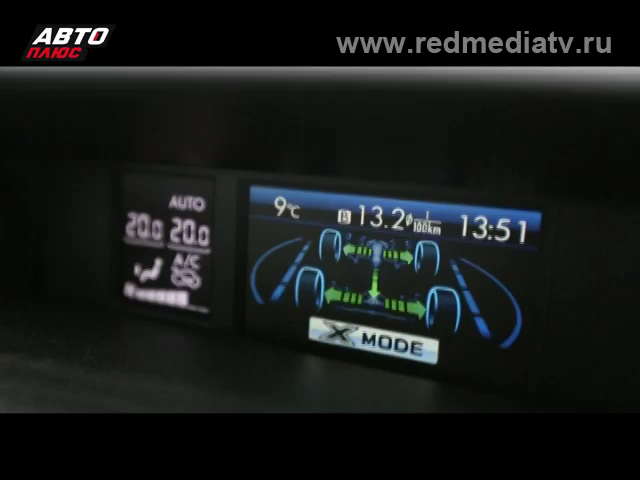 АВТО
ПЛЮС
www.redmediatv.ru
AUTO
20.0 20.0
A/C
9°C
B 13.2 ø l/100km
13:51
X MODE